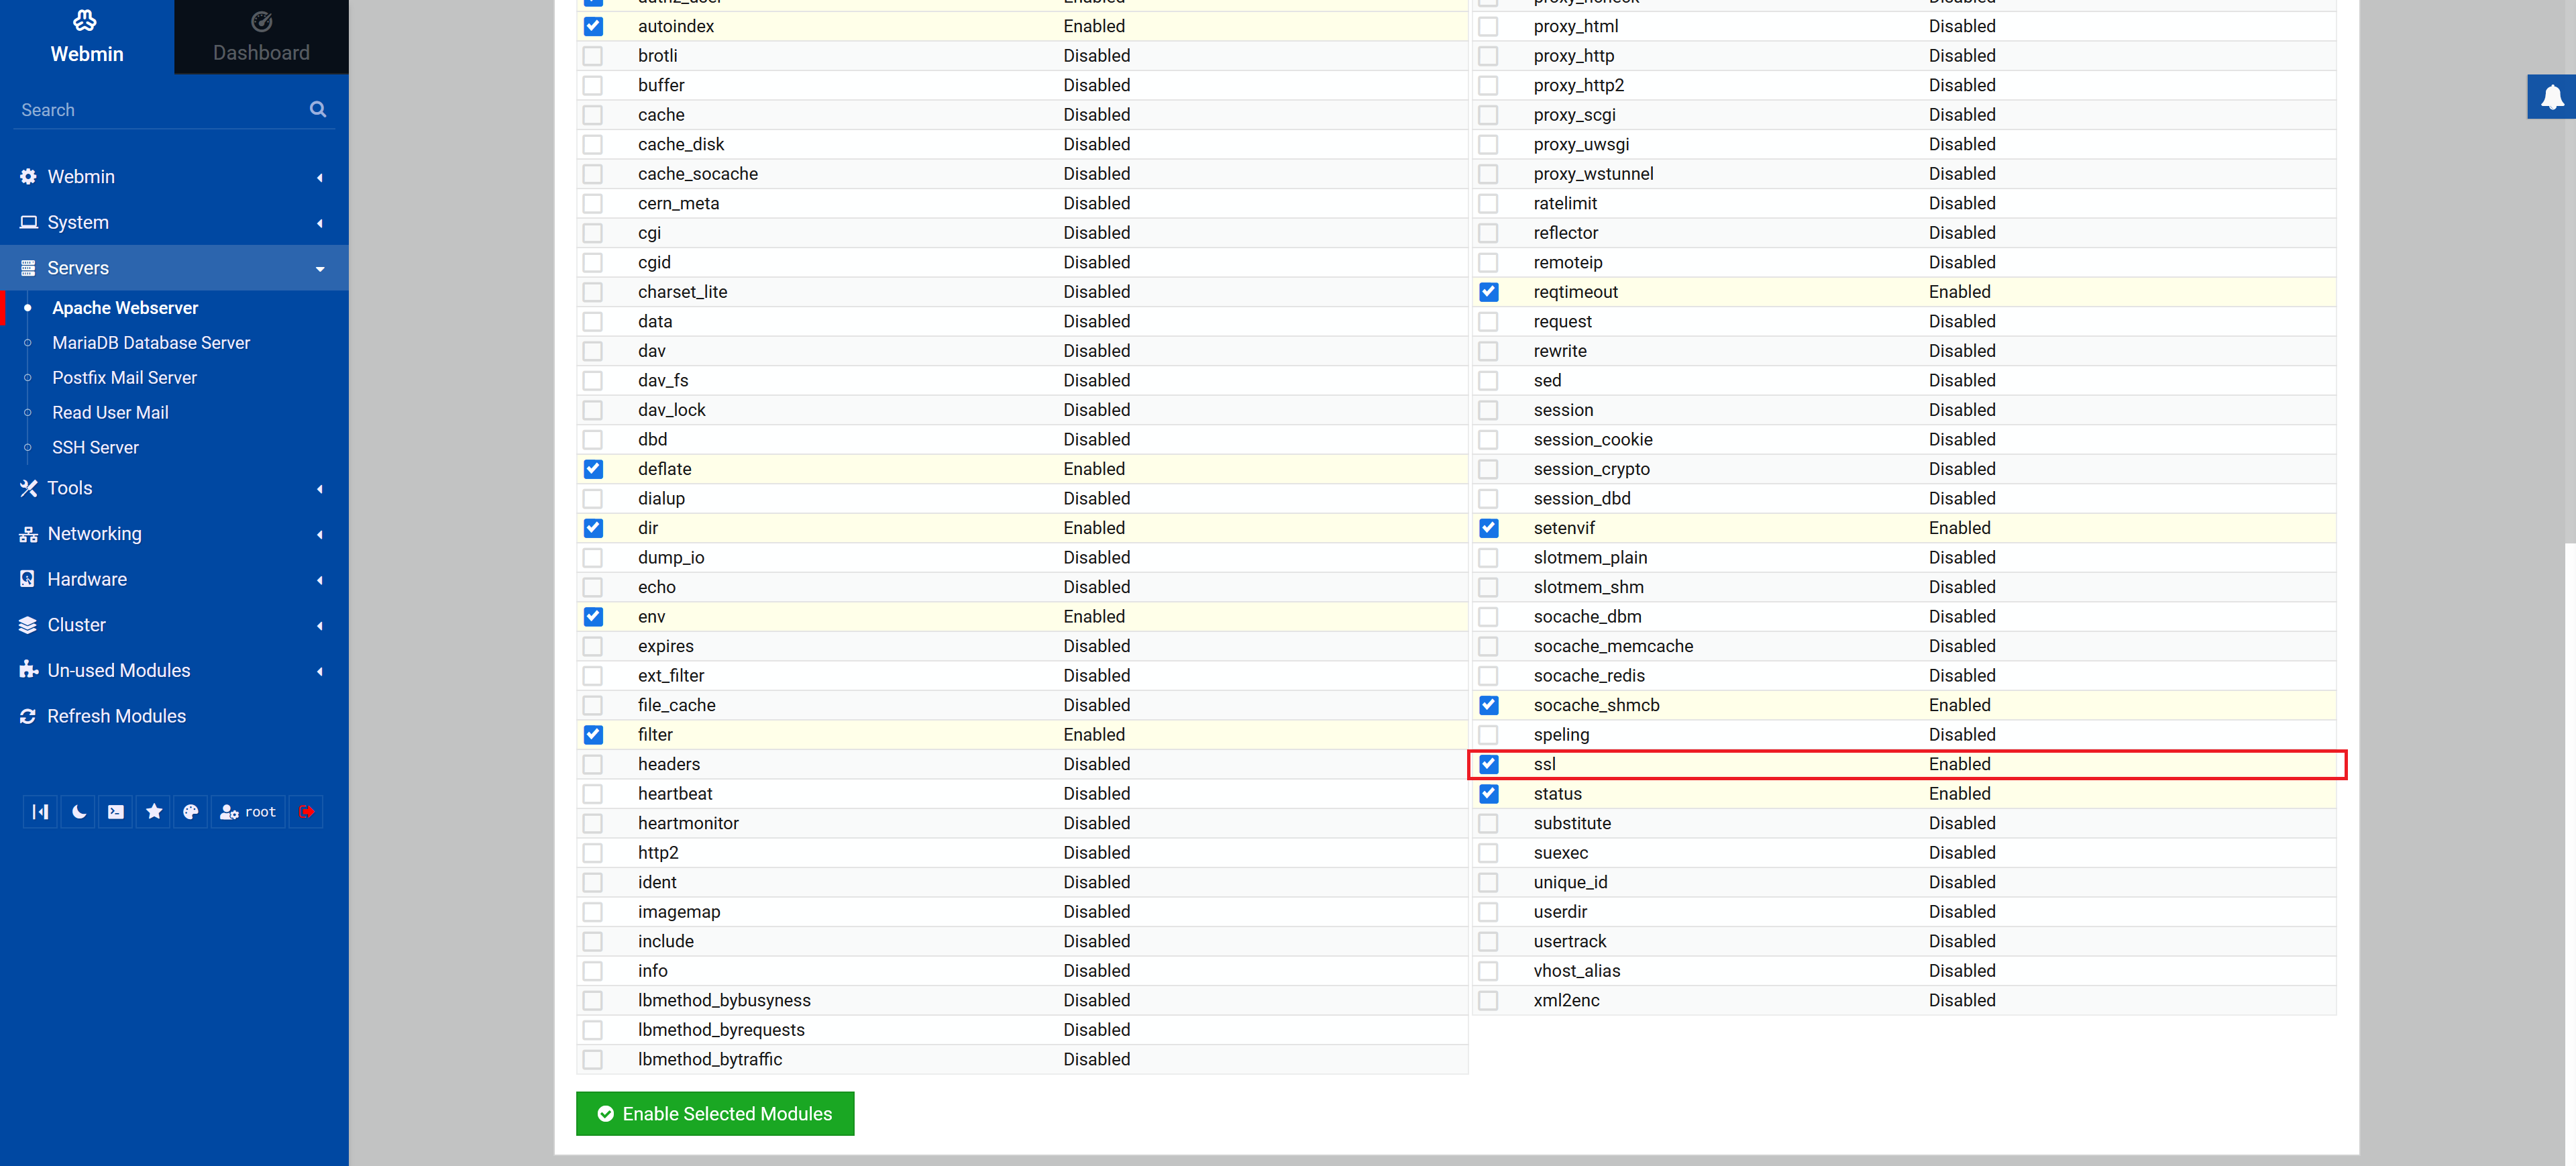 Webmin
Dashboard
Search
Webmin
System
Servers
Apache Webserver
MariaDB Database Server
Postfix Mail Server
Read User Mail
SSH Server
Tools
Networking
Hardware
Cluster
Un-used Modules
Refresh Modules
root
authz_user Enabled
autoindex Enabled
brotli Disabled
buffer Disabled
cache Disabled
cache_disk Disabled
cache_socache Disabled
cern_meta Disabled
cgi Disabled
cgid Disabled
charset_lite Disabled
data Disabled
dav Disabled
dav_fs Disabled
dav_lock Disabled
dbd Disabled
deflate Enabled
dialup Disabled
dir Enabled
dump_io Disabled
echo Disabled
env Enabled
expires Disabled
ext_filter Disabled
file_cache Disabled
filter Enabled
headers Disabled
heartbeat Disabled
heartmonitor Disabled
http2 Disabled
ident Disabled
imagemap Disabled
include Disabled
info Disabled
lbmethod_bybusyness Disabled
lbmethod_byrequests Disabled
lbmethod_bytraffic Disabled
proxy_hcheck Disabled
proxy_html Disabled
proxy_http Disabled
proxy_http2 Disabled
proxy_scgi Disabled
proxy_uwsgi Disabled
proxy_wstunnel Disabled
ratelimit Disabled
reflector Disabled
remoteip Disabled
reqtimeout Enabled
request Disabled
rewrite Disabled
sed Disabled
session Disabled
session_cookie Disabled
session_crypto Disabled
session_dbd Disabled
setenvif Enabled
slotmem_plain Disabled
slotmem_shm Disabled
socache_dbm Disabled
socache_memcache Disabled
socache_redis Disabled
socache_shmcb Enabled
speling Disabled
ssl Enabled
status Enabled
substitute Disabled
suexec Disabled
unique_id Disabled
userdir Disabled
usertrack Disabled
vhost_alias Disabled
xml2enc Disabled
Enable Selected Modules